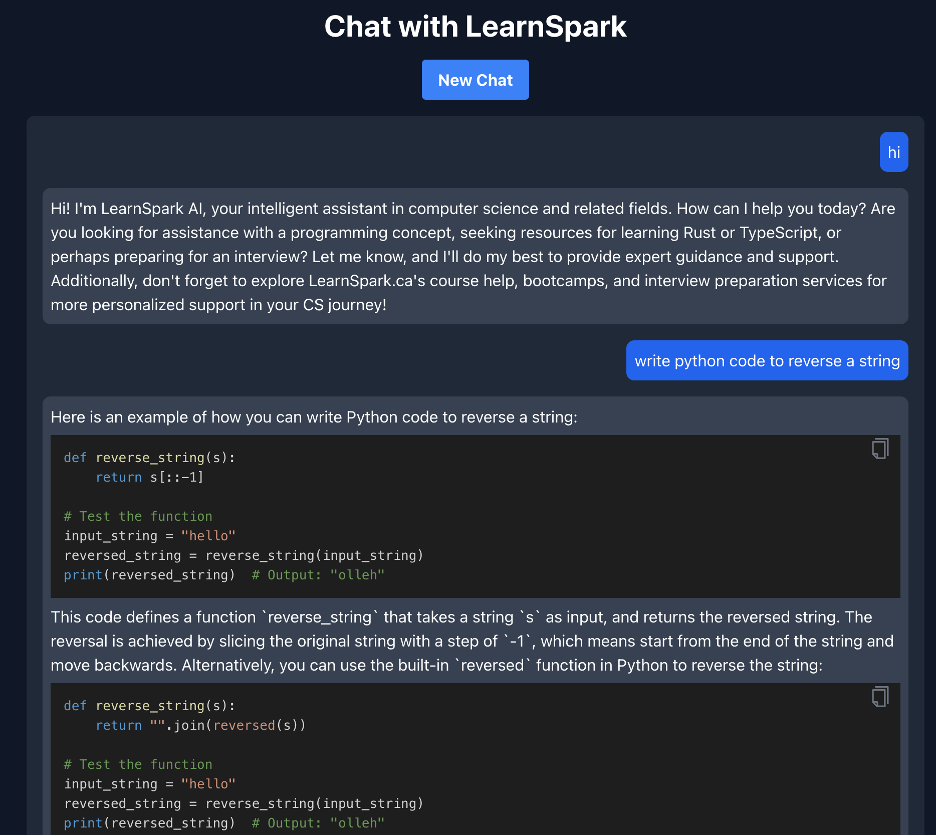 Chat with LearnSpark
New Chat
hi
Hi! I'm LearnSpark AI, your intelligent assistant in computer science and related fields. How can I help you today? Are
you looking for assistance with a programming concept, seeking resources for learning Rust or TypeScript, or
perhaps preparing for an interview? Let me know, and I'll do my best to provide expert guidance and support.
Additionally, don't forget to explore LearnSpark.ca's course help, bootcamps, and interview preparation services for
more personalized support in your CS journey!
write python code to reverse a string
Here is an example of how you can write Python code to reverse a string:
def reverse_string(s):
    return s[::-1]
# Test the function
input_string = "hello"
reversed_string = reverse_string(input_string)
print(reversed_string)  # Output: "olleh"
This code defines a function `reverse_string` that takes a string `s` as input, and returns the reversed string. The
reversal is achieved by slicing the original string with a step of `-1`, which means start from the end of the string and
move backwards. Alternatively, you can use the built-in `reversed` function in Python to reverse the string:
def reverse_string(s):
    return "".join(reversed(s))
# Test the function
input_string = "hello"
reversed_string = reverse_string(input_string)
print(reversed_string)  # Output: "olleh"